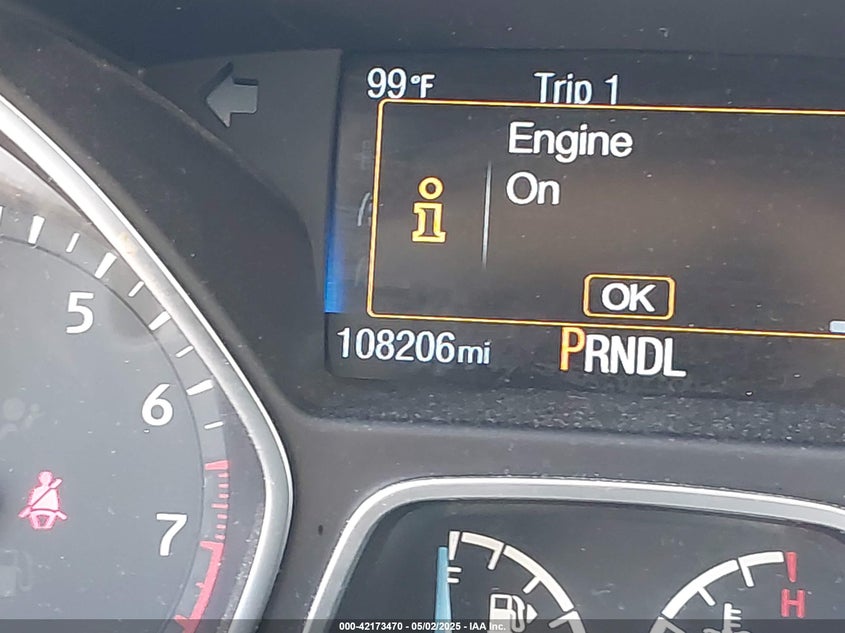 99°F Trip 1
Engine
On
i
OK
108206mi PRNDL
5
6
7
F
H
000-42173470 - 05/02/2025 - IAA Inc.